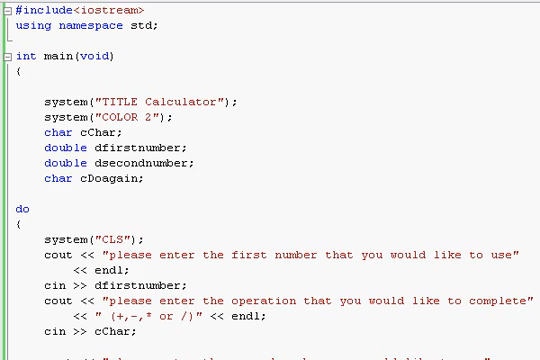 #include<iostream>
using namespace std;
int main(void)
{
system("TITLE Calculator");
system("COLOR 2");
char cChar;
double dfirstnumber;
double dsecondnumber;
char cDoagain;
do
{
system("CLS");
cout << "please enter the first number that you would like to use"
<< endl;
cin >> dfirstnumber;
cout << "please enter the operation that you would like to complete"
<< " (+,-,* or /)" << endl;
cin >> cChar;